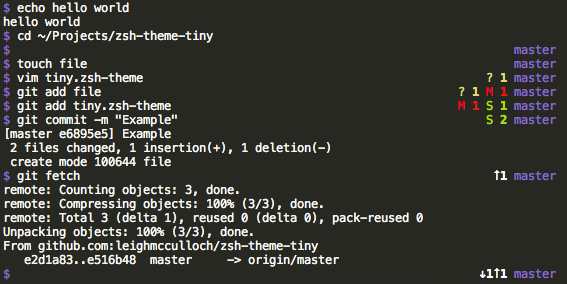 $ echo hello world
hello world
$ cd ~/Projects/zsh-theme-tiny
$ master
$ touch file master
$ vim tiny.zsh-theme ? 1 master
$ git add file ? 1 M 1 master
$ git add tiny.zsh-theme M 1 S 1 master
$ git commit -m "Example" S 2 master
[master e6895e5] Example
2 files changed, 1 insertion(+), 1 deletion(-)
create mode 100644 file
$ git fetch ↑1 master
remote: Counting objects: 3, done.
remote: Compressing objects: 100% (3/3), done.
remote: Total 3 (delta 1), reused 0 (delta 0), pack-reused 0
Unpacking objects: 100% (3/3), done.
From github.com:leighmcculloch/zsh-theme-tiny
e2d1a83..e516b48 master -> origin/master
$ ↓1↑1 master